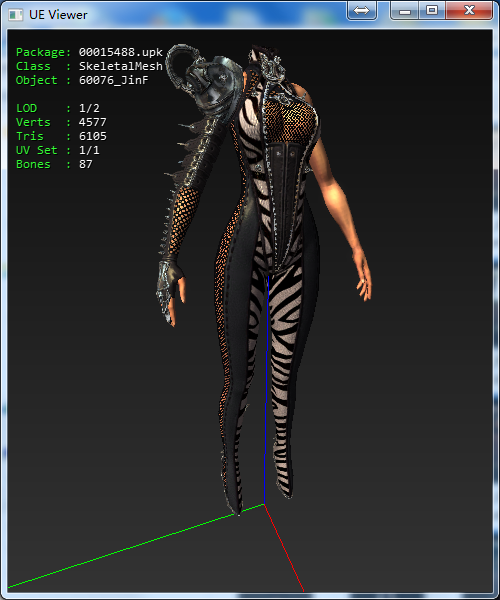 UE Viewer
Package: 00015488.upk
Class  : SkeletalMesh
Object : 60076_JinF
LOD    : 1/2
Verts  : 4577
Tris   : 6105
UV Set : 1/1
Bones  : 87